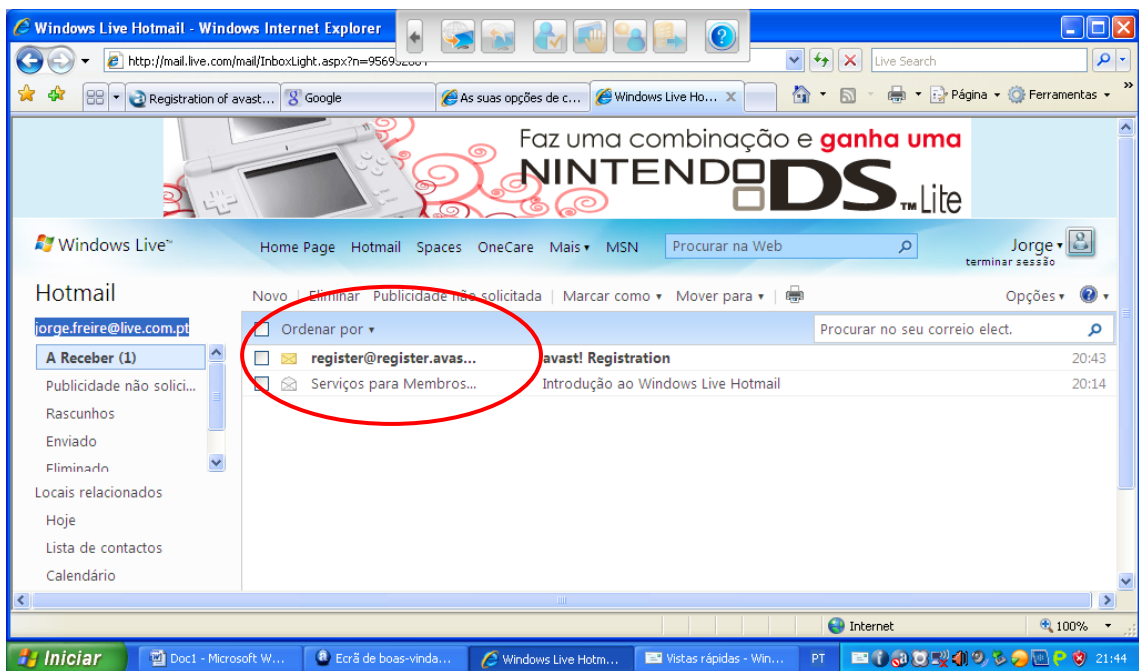 Windows Live Hotmail - Windows Internet Explorer
http://mail.live.com/mail/InboxLight.aspx?n=95695
Live Search
Registration of avast...
Google
As suas opções de c...
Windows Live Ho...
Página
Ferramentas
Faz uma combinação e ganha uma
NINTENDO DS™ Lite
Windows Live™
Home Page Hotmail Spaces OneCare Mais MSN
Procurar na Web
Jorge
terminar sessão
Hotmail
Novo | Eliminar Publicidade não solicitada | Marcar como Mover para |
Opções
jorge.freire@live.com.pt
Ordenar por
Procurar no seu correio elect.
A Receber (1)
register@register.avas... avast! Registration 20:43
Publicidade não solici...
Serviços para Membros... Introdução ao Windows Live Hotmail 20:14
Rascunhos
Enviado
Eliminado
Locais relacionados
Hoje
Lista de contactos
Calendário
Internet
100%
Iniciar
Doc1 - Microsoft W...
Ecrã de boas-vinda...
Windows Live Hotm...
Vistas rápidas - Win...
PT
21:44